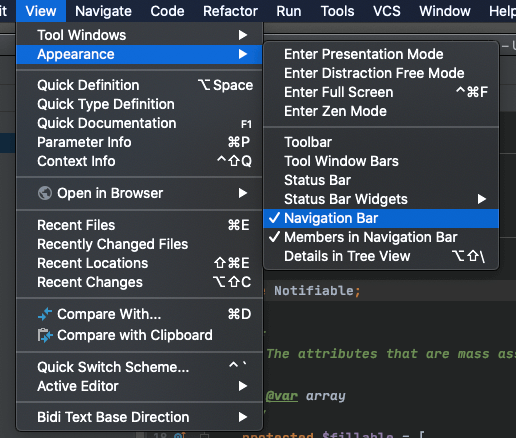 it View Navigate Code Refactor Run Tools VCS Window Help
Tool Windows
Appearance
Quick Definition ⌥Space
Quick Type Definition
Quick Documentation F1
Parameter Info ⌘P
Context Info ^⇧Q
Open in Browser
Recent Files ⌘E
Recently Changed Files
Recent Locations ⇧⌘E
Recent Changes ⌥⇧C
Compare With... ⌘D
Compare with Clipboard
Quick Switch Scheme... ^`
Active Editor
Bidi Text Base Direction
Enter Presentation Mode
Enter Distraction Free Mode
Enter Full Screen ^⌘F
Enter Zen Mode
Toolbar
Tool Window Bars
Status Bar
Status Bar Widgets
✓ Navigation Bar
✓ Members in Navigation Bar
Details in Tree View ⌥⇧\
Notifiable;
The attributes that are mass as
@var array
protected $fillable = [